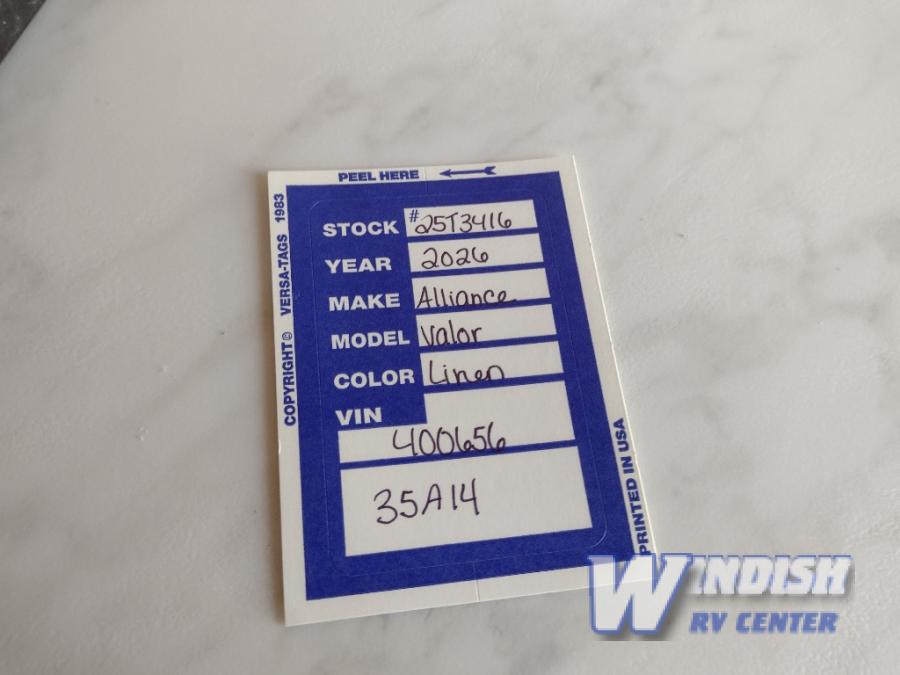 PEEL HERE
COPYRIGHT© VERSA-TAGS 1983
STOCK #25T3416
YEAR 2026
MAKE Alliance
MODEL Valor
COLOR Linen
VIN
400656
35A14
PRINTED IN USA
WINDISH
RV CENTER